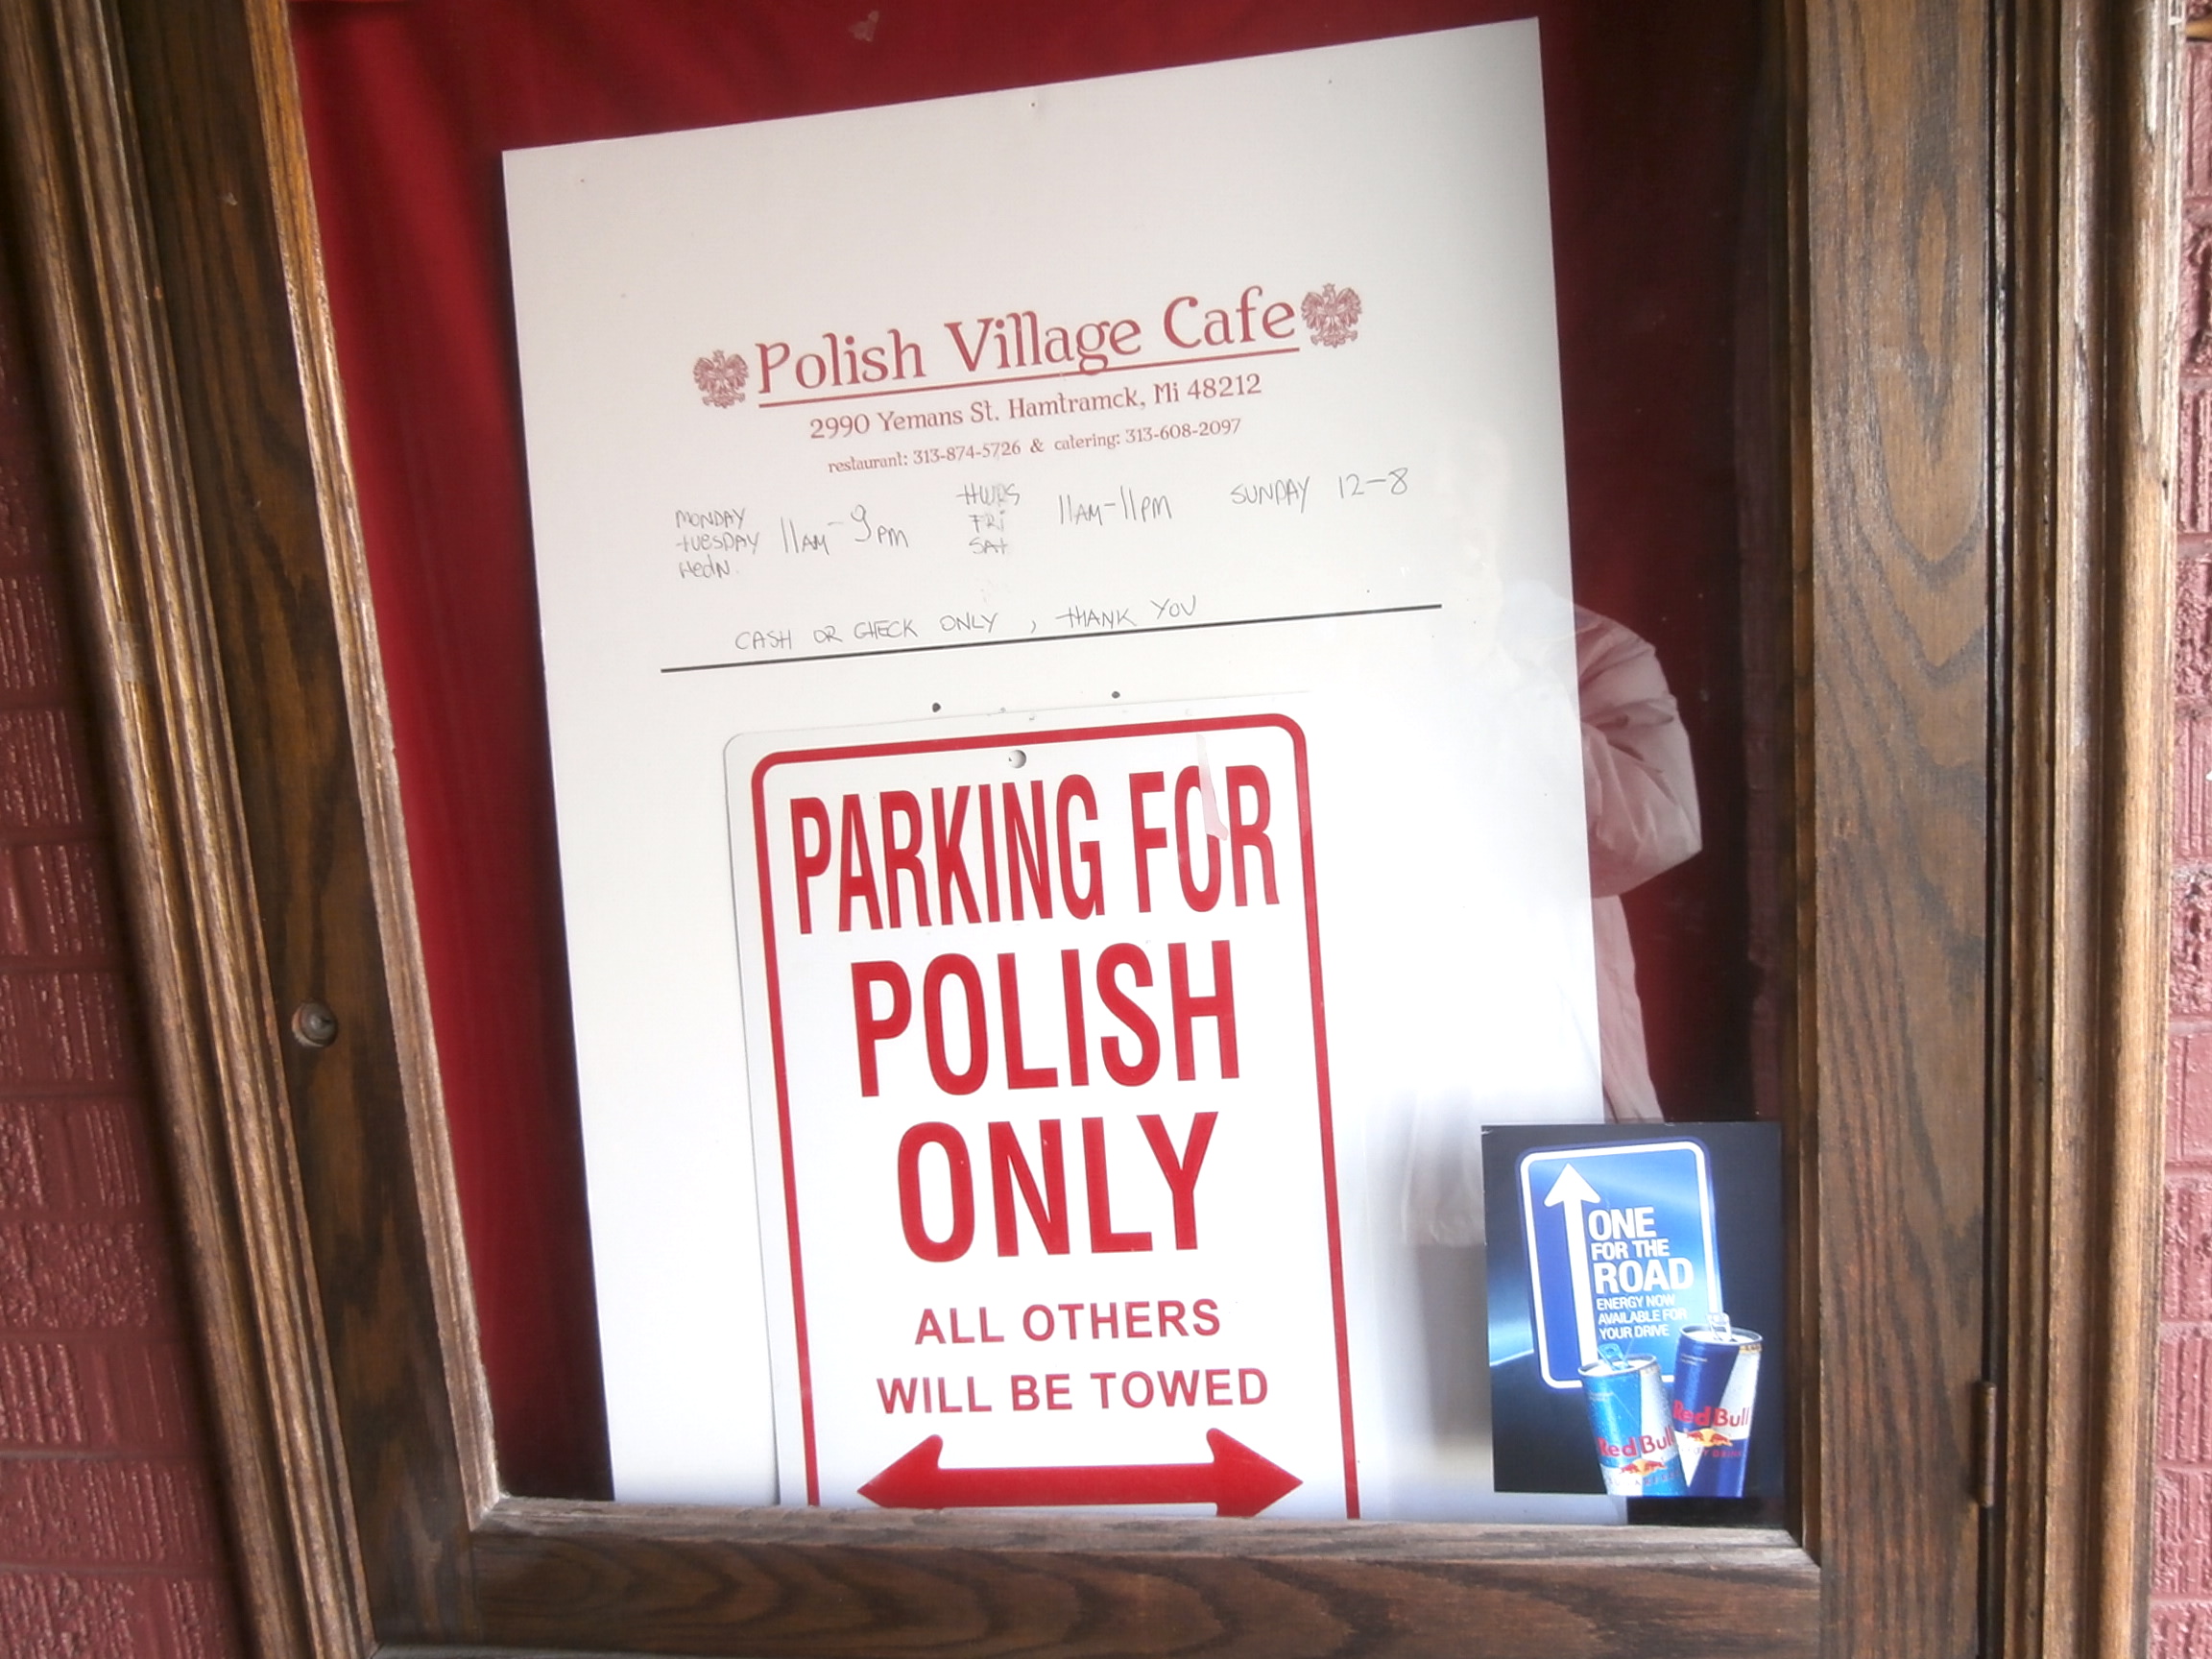 Polish Village Cafe
2990 Yemans St. Hamtramck, Mi 48212
restaurant: 313-874-5726 & catering: 313-608-2097
MONDAY
tUESDAY 11AM-9PM
WedN.
tHURS
FRi 11AM-11PM
SAt
SUNDAY 12-8
CASH OR CHECK ONLY, tHANK YOU
PARKING FOR
POLISH
ONLY
ALL OTHERS
WILL BE TOWED
ONE
FOR THE
ROAD
ENERGY NOW
AVAILABLE FOR
YOUR DRIVE
Red Bull
Red Bull